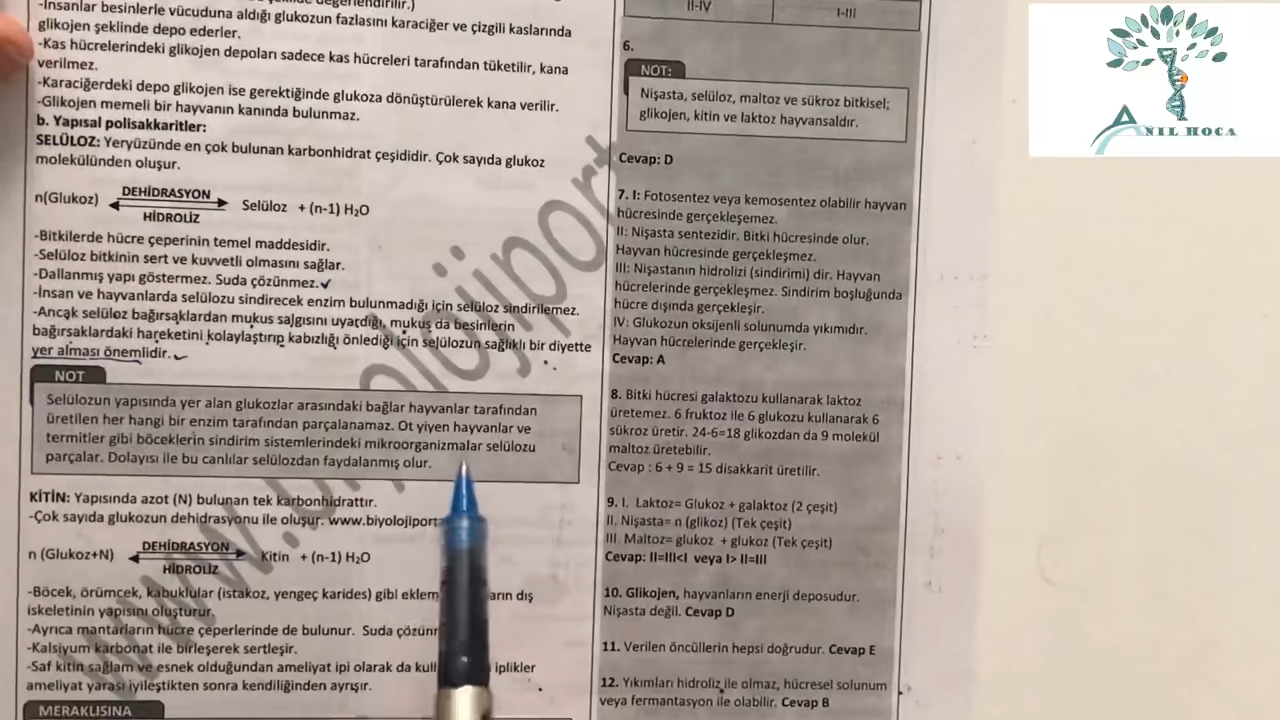 -İnsanlar besinlerle vücuduna aldığı glukozun fazlasını karaciğer ve çizgili kaslarında
glikojen şeklinde depo ederler.
-Kas hücrelerindeki glikojen depoları sadece kas hücreleri tarafından tüketilir, kana
verilmez.
-Karaciğerdeki depo glikojen ise gerektiğinde glukoza dönüştürülerek kana verilir.
-Glikojen memeli bir hayvanın kanında bulunmaz.
b. Yapısal polisakkaritler:
SELÜLOZ: Yeryüzünde en çok bulunan karbonhidrat çeşididir. Çok sayıda glukoz
molekülünden oluşur.
DEHİDRASYON
n(Glukoz) Selüloz + (n-1) H₂O
HİDROLİZ
-Bitkilerde hücre çeperinin temel maddesidir.
-Selüloz bitkinin sert ve kuvvetli olmasını sağlar.
-Dallanmış yapı göstermez. Suda çözünmez.
-İnsan ve hayvanlarda selülozu sindirecek enzim bulunmadığı için selüloz sindirilemez.
-Ancak selüloz bağırsaklardan mukus salgısını uyardığı, mukus da besinlerin
bağırsaklardaki hareketini kolaylaştırıp kabızlığı önlediği için selülozun sağlıklı bir diyette
yer alması önemlidir.
NOT
Selülozun yapısında yer alan glukozlar arasındaki bağlar hayvanlar tarafından
üretilen her hangi bir enzim tarafından parçalanamaz. Ot yiyen hayvanlar ve
termitler gibi böceklerin sindirim sistemlerindeki mikroorganizmalar selülozu
parçalar. Dolayısı ile bu canlılar selülozdan faydalanmış olur.
KİTİN: Yapısında azot (N) bulunan tek karbonhidrattır.
-Çok sayıda glukozun dehidrasyonu ile oluşur. www.biyolojiport
DEHİDRASYON
n (Glukoz+N) Kitin + (n-1) H₂O
HİDROLİZ
-Böcek, örümcek, kabuklular (istakoz, yengeç karides) gibi eklem arın dış
iskeletinin yapısını oluşturur.
-Ayrıca mantarların hücre çeperlerinde de bulunur. Suda çözünr
-Kalsiyum karbonat ile birleşerek sertleşir.
-Saf kitin sağlam ve esnek olduğundan ameliyat ipi olarak da kull iplikler
ameliyat yarası iyileştikten sonra kendiliğinden ayrışır.
MERAKLISINA
II-IV I-III
6.
NOT:
Nişasta, selüloz, maltoz ve sükroz bitkisel;
glikojen, kitin ve laktoz hayvansaldır.
Cevap: D
7. I: Fotosentez veya kemosentez olabilir hayvan
hücresinde gerçekleşemez.
II: Nişasta sentezidir. Bitki hücresinde olur.
Hayvan hücresinde gerçekleşmez.
III: Nişastanın hidrolizi (sindirimi) dir. Hayvan
hücrelerinde gerçekleşmez. Sindirim boşluğunda
hücre dışında gerçekleşir.
IV: Glukozun oksijenli solunumda yıkımıdır.
Hayvan hücrelerinde gerçekleşir.
Cevap: A
8. Bitki hücresi galaktozu kullanarak laktoz
üretemez. 6 fruktoz ile 6 glukozu kullanarak 6
sükroz üretir. 24-6=18 glikozdan da 9 molekül
maltoz üretebilir.
Cevap : 6 + 9 = 15 disakkarit üretilir.
9. I. Laktoz= Glukoz + galaktoz (2 çeşit)
II. Nişasta= n (glikoz) (Tek çeşit)
III. Maltoz= glukoz + glukoz (Tek çeşit)
Cevap: II=III<I veya I> II=III
10. Glikojen, hayvanların enerji deposudur.
Nişasta değil. Cevap D
11. Verilen öncüllerin hepsi doğrudur. Cevap E
12. Yıkımları hidroliz ile olmaz, hücresel solunum
veya fermantasyon ile olabilir. Cevap B
www.biyolojiport
ANIL HOCA